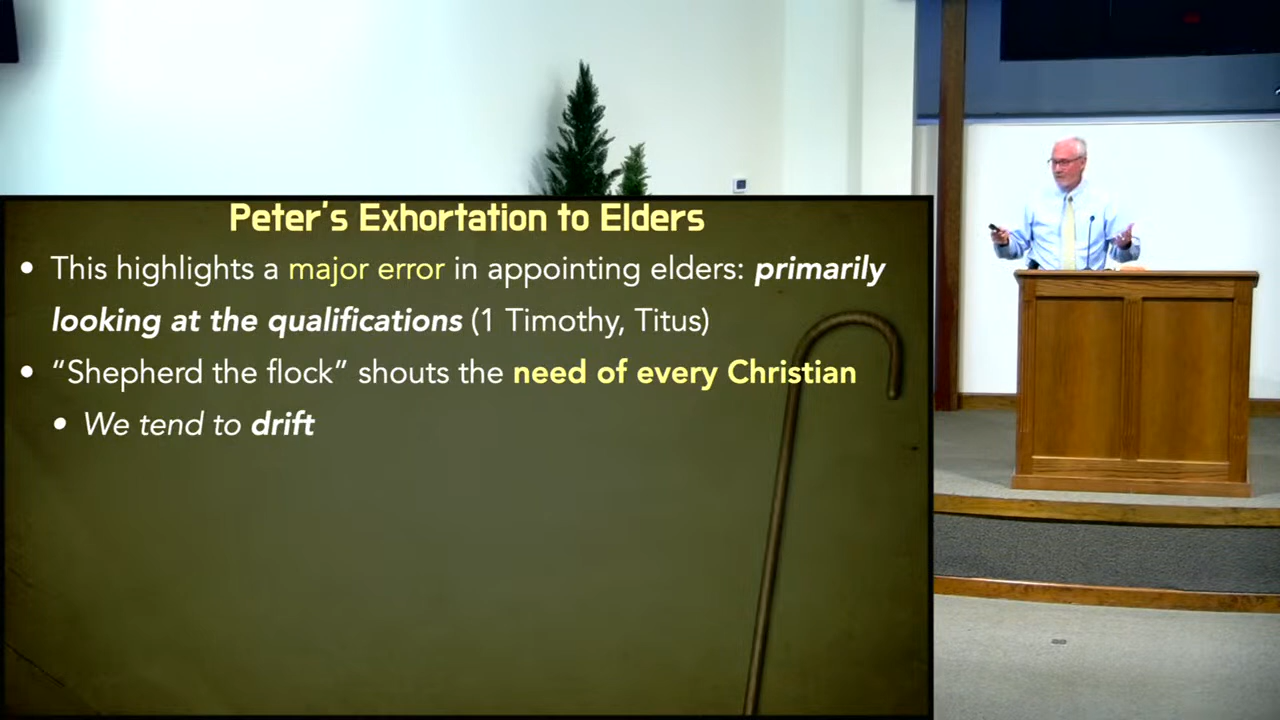 Peter's Exhortation to Elders
• This highlights a major error in appointing elders: primarily
looking at the qualifications (1 Timothy, Titus)
• “Shepherd the flock” shouts the need of every Christian
• We tend to drift